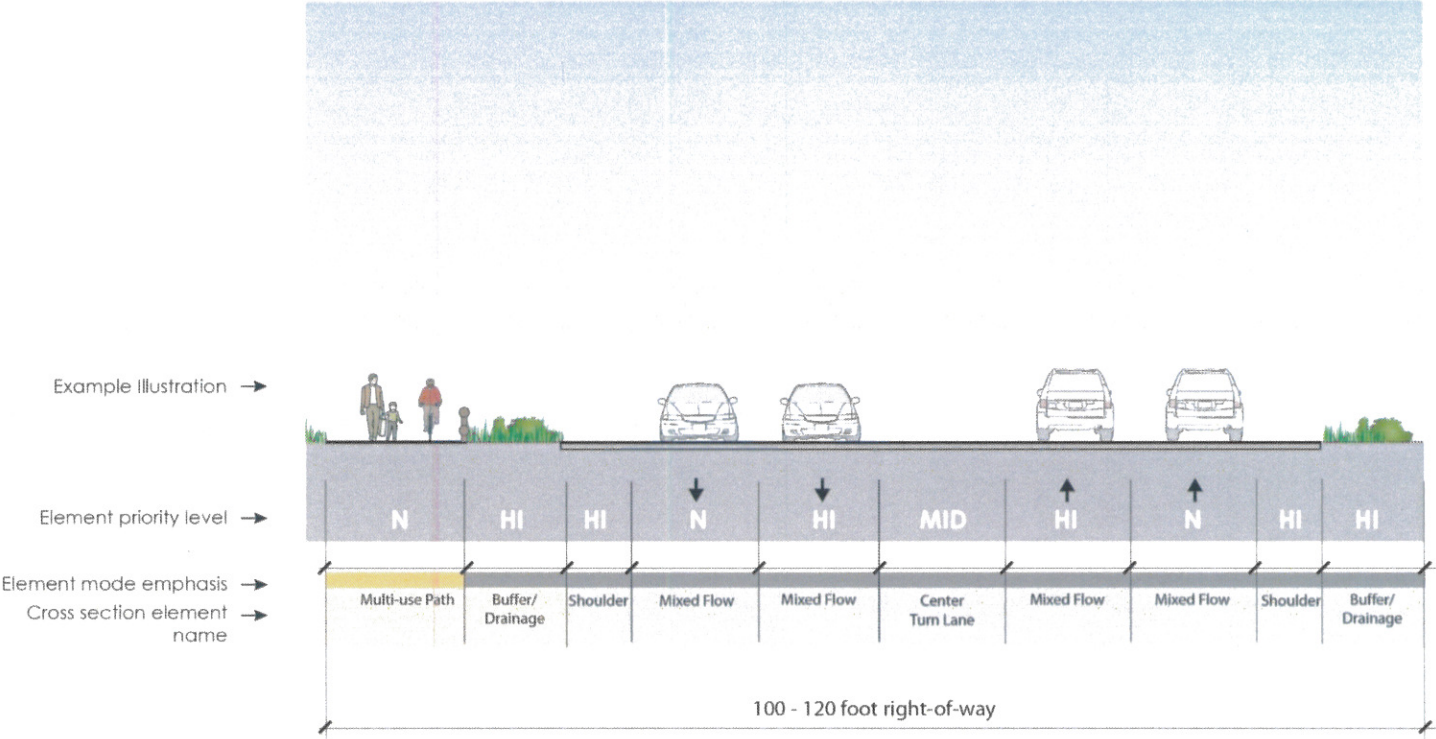 Example Illustration
Element priority level
N HI HI N HI MID HI N HI HI
Element mode emphasis
Cross section element
name
Multi-use Path
Buffer/
Drainage
Shoulder
Mixed Flow
Mixed Flow
Center
Turn Lane
Mixed Flow
Mixed Flow
Shoulder
Buffer/
Drainage
100 - 120 foot right-of-way